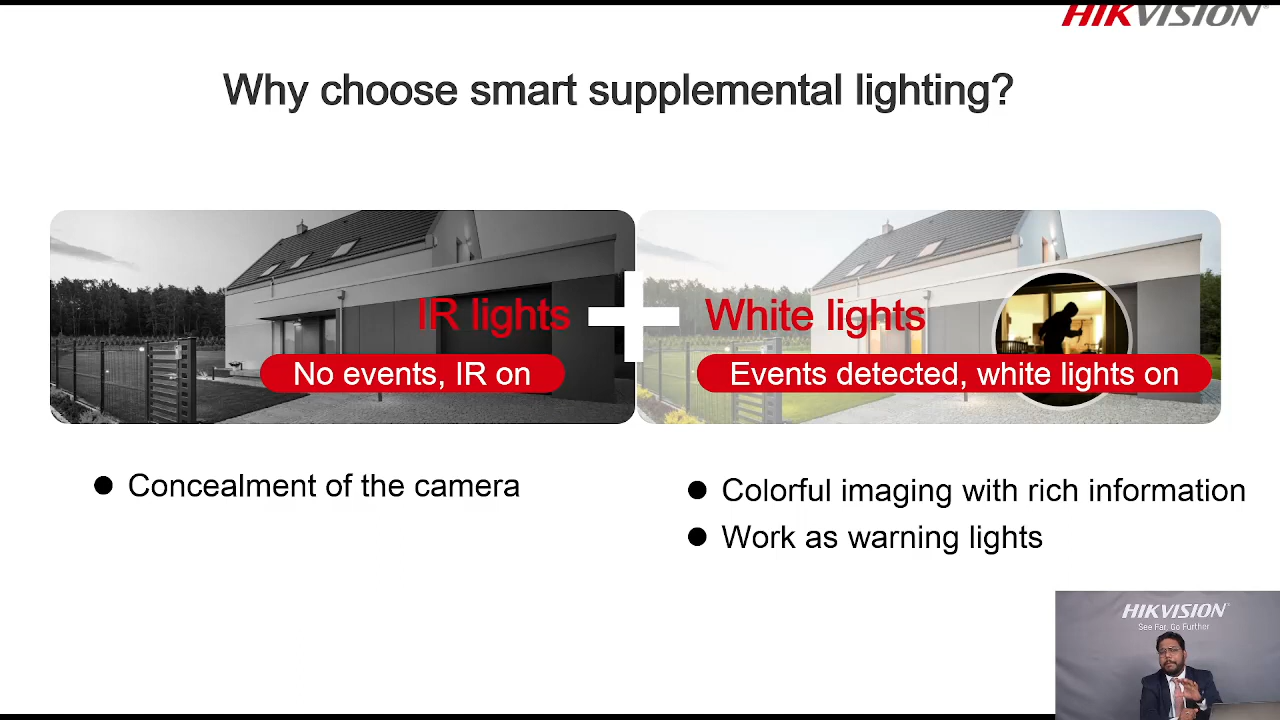 HIKVISION
Why choose smart supplemental lighting?
IR lights
No events, IR on
White lights
Events detected, white lights on
● Concealment of the camera
● Colorful imaging with rich information
● Work as warning lights
HIKVISION
See Far, Go Further